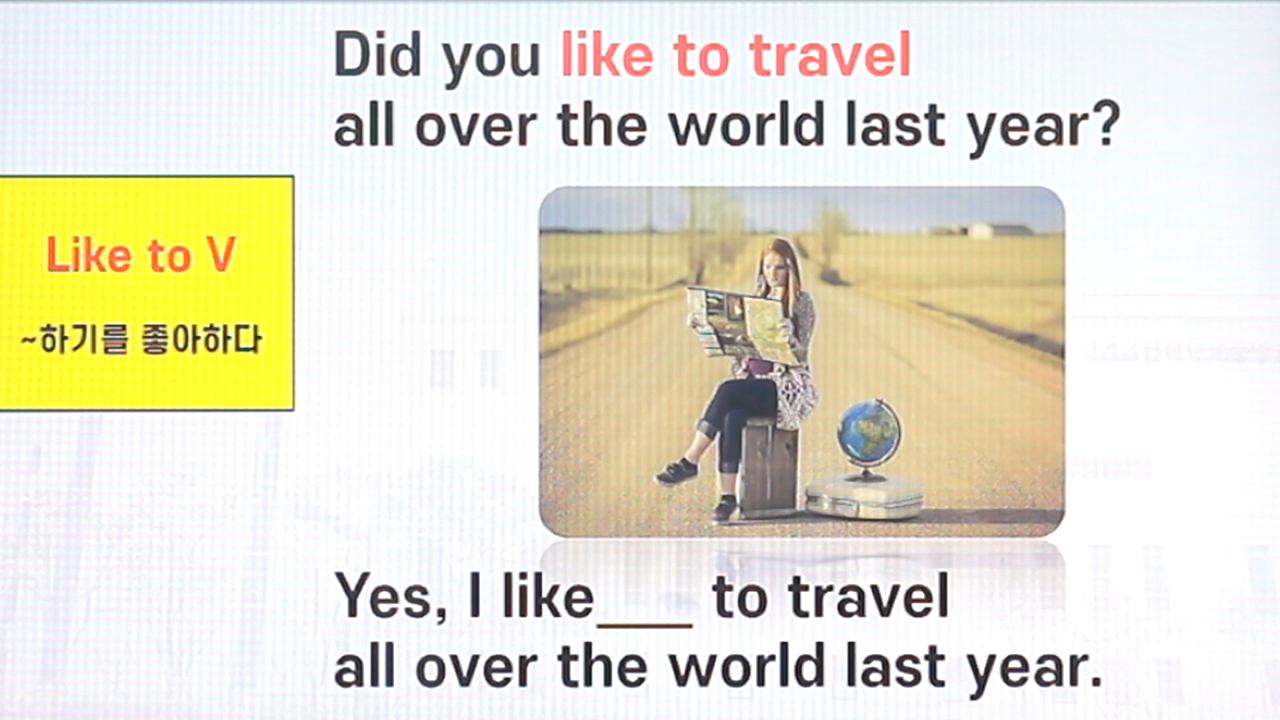 Did you like to travel
all over the world last year?
Like to V
~하기를 좋아하다
Yes, I like___ to travel
all over the world last year.